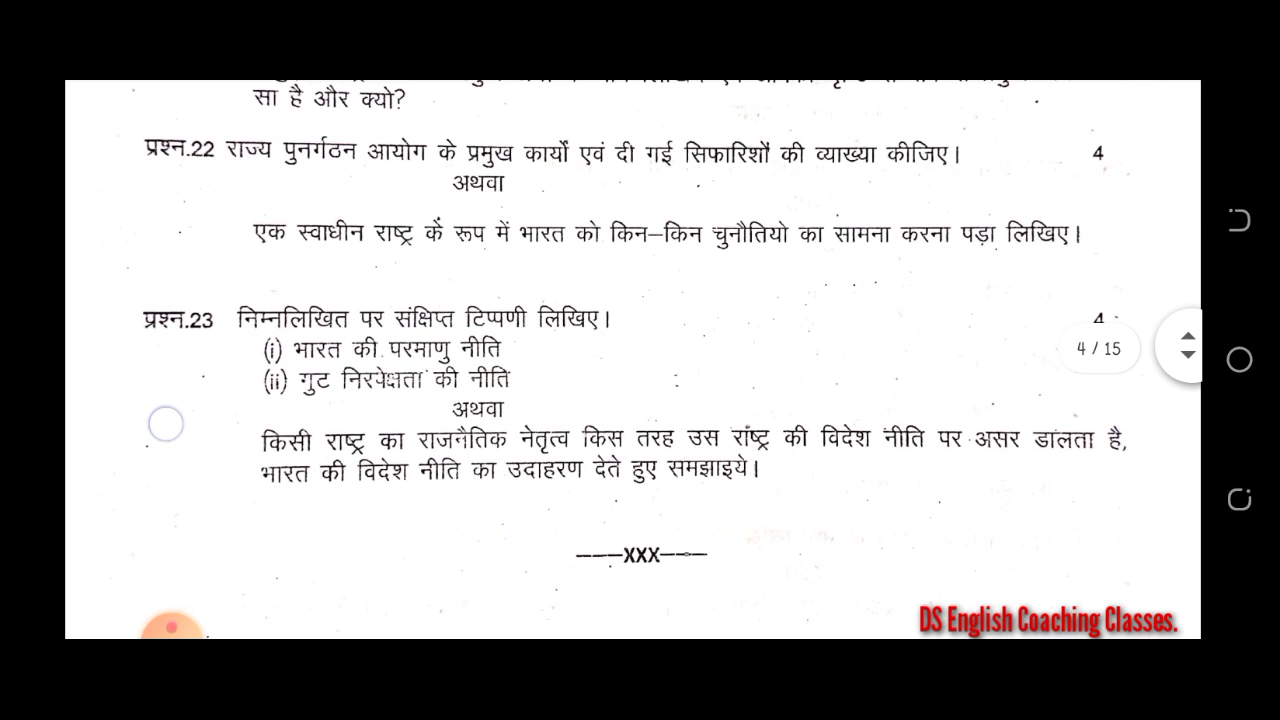 सा है और क्यो?
प्रश्न.22 राज्य पुनर्गठन आयोग के प्रमुख कार्यो एवं दी गई सिफारिशों की व्याख्या कीजिए। 4
अथवा
एक स्वाधीन राष्ट्र कें रूप में भारत को किन–किन चुनौतियो का सामना करना पड़ा लिखिए।
प्रश्न.23 निम्नलिखित पर संक्षिप्त टिप्पणी लिखिए। 4
4 / 15
(i) भारत की परमाणु नीति
(ii) गुट निरपेक्षता की नीति
अथवा
किसी राष्ट्र का राजनैतिक नेतृत्व किस तरह उस राष्ट्र की विदेश नीति पर असर डालता है,
भारत की विदेश नीति का उदाहरण देते हुए समझाइये।
——–XXX——–
DS English Coaching Classes.